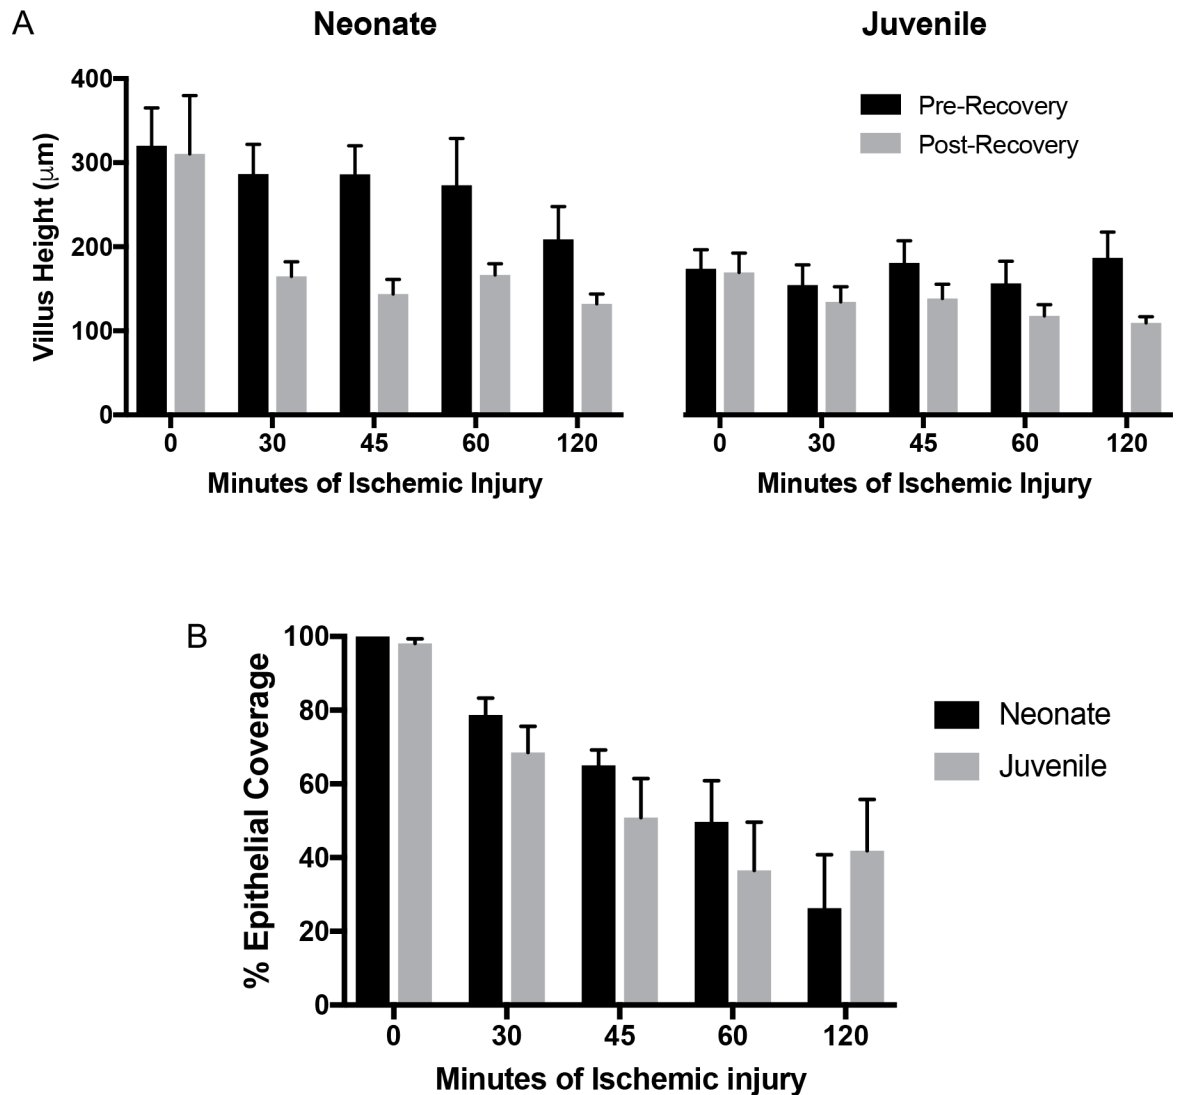 A
Neonate
Juvenile
Villus Height (μm)
400
300
200
100
0
Pre-Recovery
Post-Recovery
0 30 45 60 120
0 30 45 60 120
Minutes of Ischemic Injury
Minutes of Ischemic Injury
B
% Epithelial Coverage
100
80
60
40
20
0
Neonate
Juvenile
0 30 45 60 120
Minutes of Ischemic injury